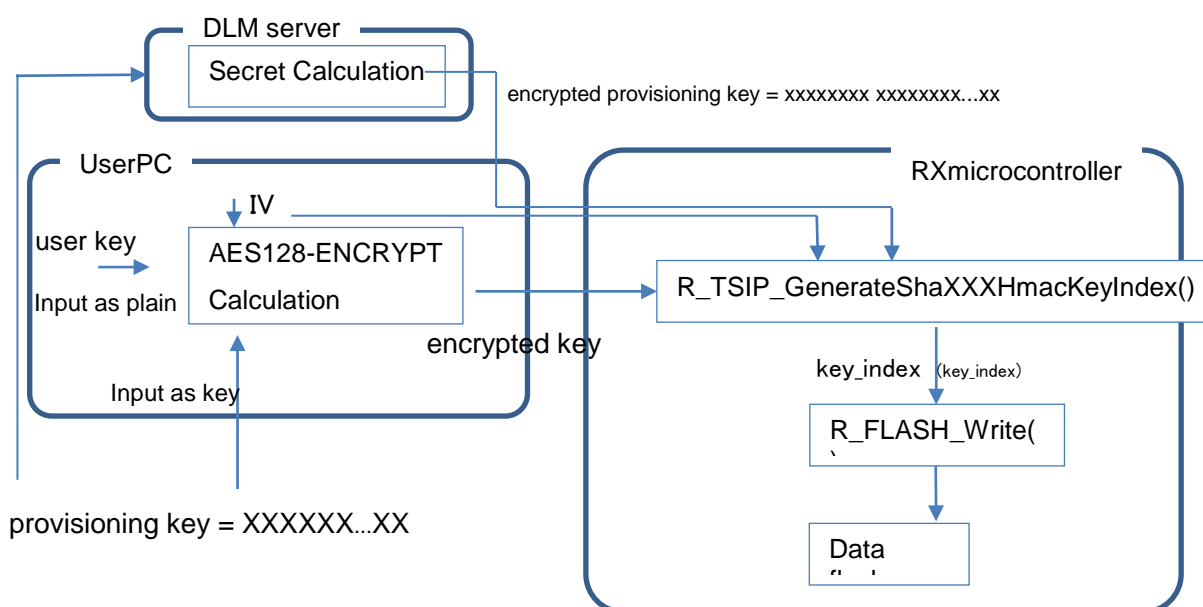 DLM server
Secret Calculation
encrypted provisioning key = xxxxxxxx xxxxxxxx...xx
UserPC
RXmicrocontroller
IV
user key
AES128-ENCRYPT
Calculation
Input as plain
R_TSIP_GenerateShaXXXHmacKeyIndex()
encrypted key
key_index (key_index)
Input as key
R_FLASH_Write(
provisioning key = XXXXXX...XX
Data